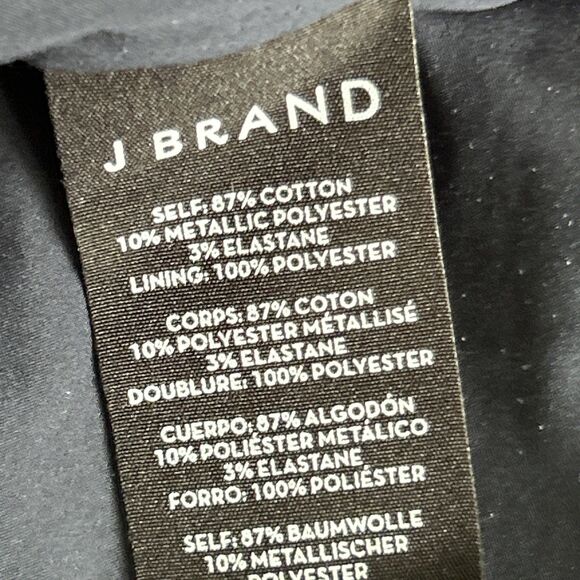 J BRAND
SELF: 87% COTTON
10% METALLIC POLYESTER
3% ELASTANE
LINING: 100% POLYESTER
CORPS: 87% COTON
10% POLYESTER MÉTALLISÉ
3% ELASTANE
DOUBLURE: 100% POLYESTER
CUERPO: 87% ALGODÓN
10% POLIÉSTER METÁLICO
3% ELASTANE
FORRO: 100% POLIÉSTER
SELF: 87% BAUMWOLLE
10% METALLISCHER
POLYESTER